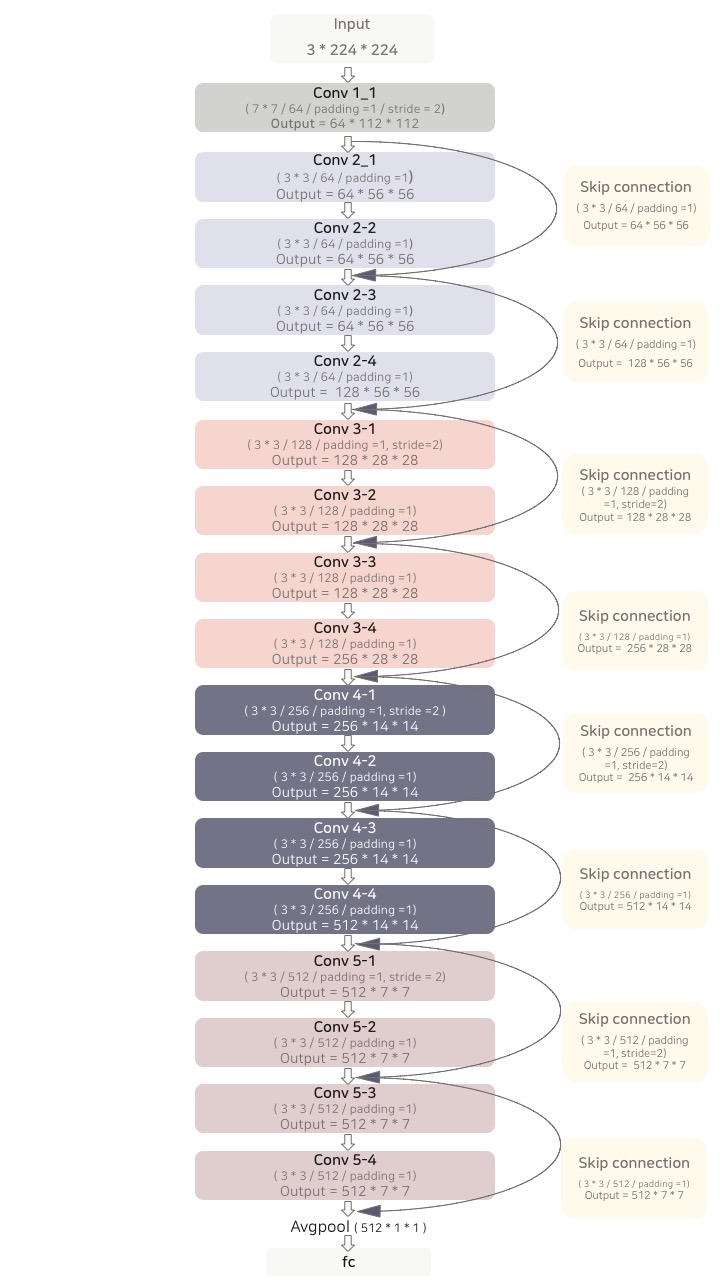 Input
3 * 224 * 224
Conv 1_1
( 7 * 7 / 64 / padding =1 / stride = 2)
Output = 64 * 112 * 112
Conv 2_1
( 3 * 3 / 64 / padding =1)
Output = 64 * 56 * 56
Skip connection
( 3 * 3 / 64 / padding =1)
Output = 64 * 56 * 56
Conv 2-2
( 3 * 3 / 64 / padding =1)
Output = 64 * 56 * 56
Conv 2-3
( 3 * 3 / 64 / padding =1)
Output = 64 * 56 * 56
Skip connection
( 3 * 3 / 64 / padding =1)
Output = 128 * 56 * 56
Conv 2-4
( 3 * 3 / 64 / padding =1)
Output = 128 * 56 * 56
Conv 3-1
( 3 * 3 / 128 / padding =1, stride=2)
Output = 128 * 28 * 28
Skip connection
( 3 * 3 / 128 / padding
=1, stride=2)
Output = 128 * 28 * 28
Conv 3-2
( 3 * 3 / 128 / padding =1)
Output = 128 * 28 * 28
Conv 3-3
( 3 * 3 / 128 / padding =1)
Output = 128 * 28 * 28
Skip connection
( 3 * 3 / 128 / padding =1)
Output = 256 * 28 * 28
Conv 3-4
( 3 * 3 / 128 / padding =1)
Output = 256 * 28 * 28
Conv 4-1
( 3 * 3 / 256 / padding =1, stride =2 )
Output = 256 * 14 * 14
Skip connection
( 3 * 3 / 256 / padding
=1, stride=2)
Output = 256 * 14 * 14
Conv 4-2
( 3 * 3 / 256 / padding =1)
Output = 256 * 14 * 14
Conv 4-3
( 3 * 3 / 256 / padding =1)
Output = 256 * 14 * 14
Skip connection
( 3 * 3 / 256 / padding =1)
Output = 512 * 14 * 14
Conv 4-4
( 3 * 3 / 256 / padding =1)
Output = 512 * 14 * 14
Conv 5-1
( 3 * 3 / 512 / padding =1, stride = 2)
Output = 512 * 7 * 7
Skip connection
( 3 * 3 / 512 / padding
=1, stride=2)
Output = 512 * 7 * 7
Conv 5-2
( 3 * 3 / 512 / padding =1)
Output = 512 * 7 * 7
Conv 5-3
( 3 * 3 / 512 / padding =1)
Output = 512 * 7 * 7
Skip connection
( 3 * 3 / 512 / padding =1)
Output = 512 * 7 * 7
Conv 5-4
( 3 * 3 / 512 / padding =1)
Output = 512 * 7 * 7
Avgpool ( 512 * 1 * 1 )
fc